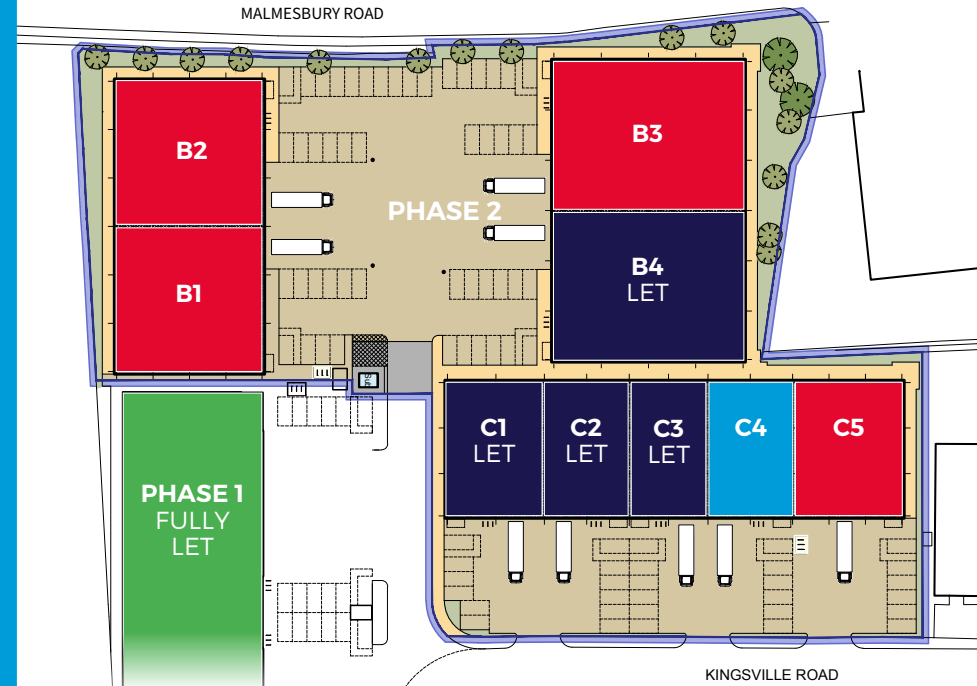 MALMESBURY ROAD
B2
B3
PHASE 2
B1
B4
LET
C1
LET
C2
LET
C3
LET
C4
C5
PHASE 1
FULLY
LET
KINGSVILLE ROAD